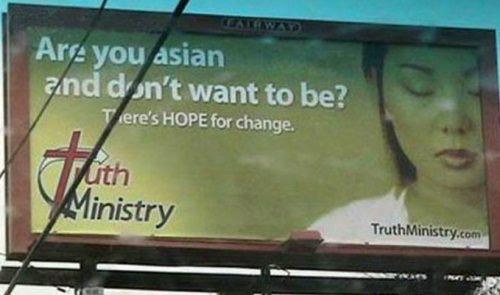 FAIRWAY
Are you asian
and don't want to be?
There's HOPE for change.
Truth
Ministry
TruthMinistry.com